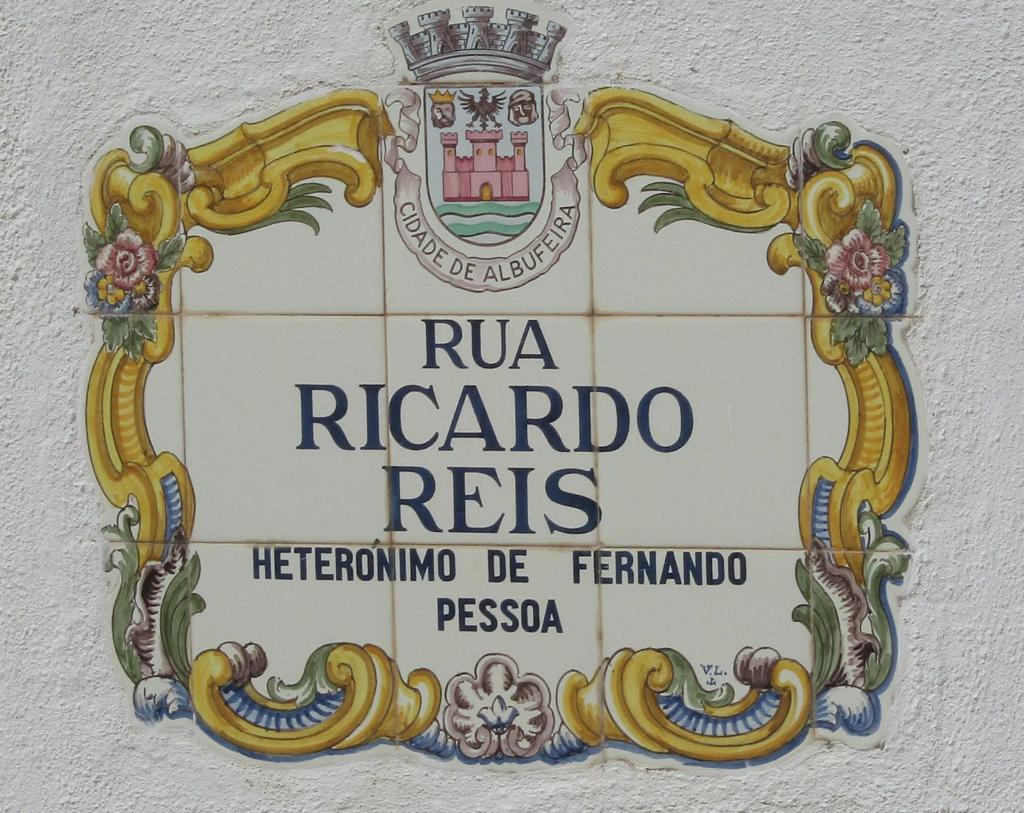 CIDADE DE ALBUFEIRA
RUA
RICARDO
REIS
HETERÓNIMO DE FERNANDO
PESSOA
V.L.